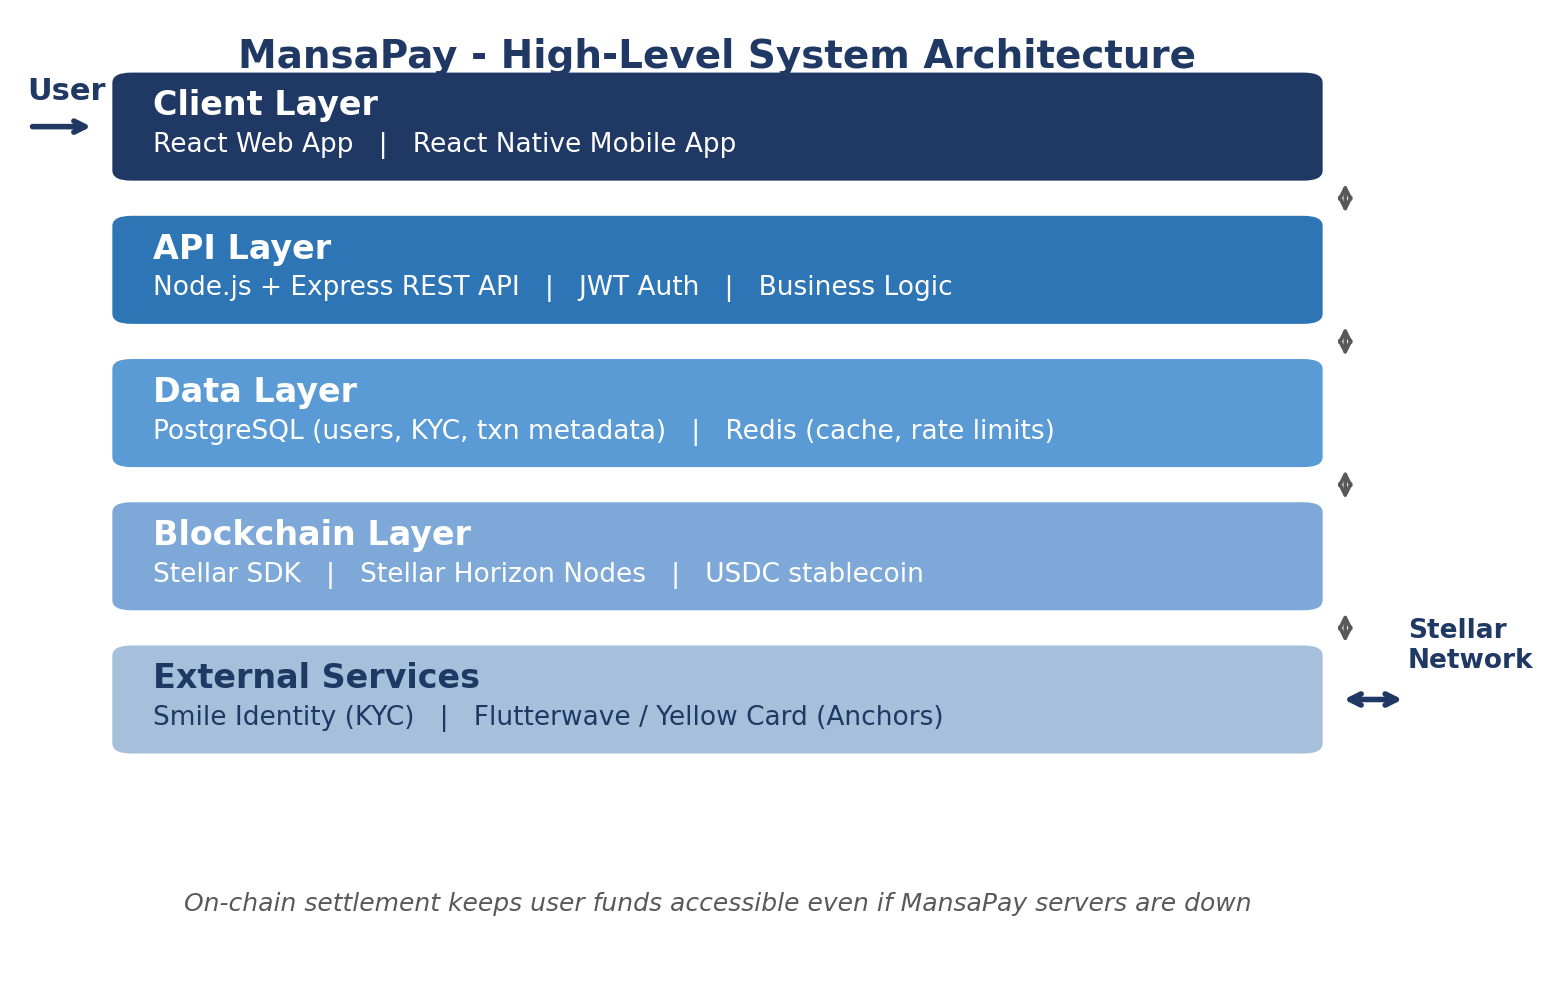 MansaPay - High-Level System Architecture
User
Client Layer
React Web App | React Native Mobile App
API Layer
Node.js + Express REST API | JWT Auth | Business Logic
Data Layer
PostgreSQL (users, KYC, txn metadata) | Redis (cache, rate limits)
Blockchain Layer
Stellar SDK | Stellar Horizon Nodes | USDC stablecoin
Stellar
Network
External Services
Smile Identity (KYC) | Flutterwave / Yellow Card (Anchors)
On-chain settlement keeps user funds accessible even if MansaPay servers are down